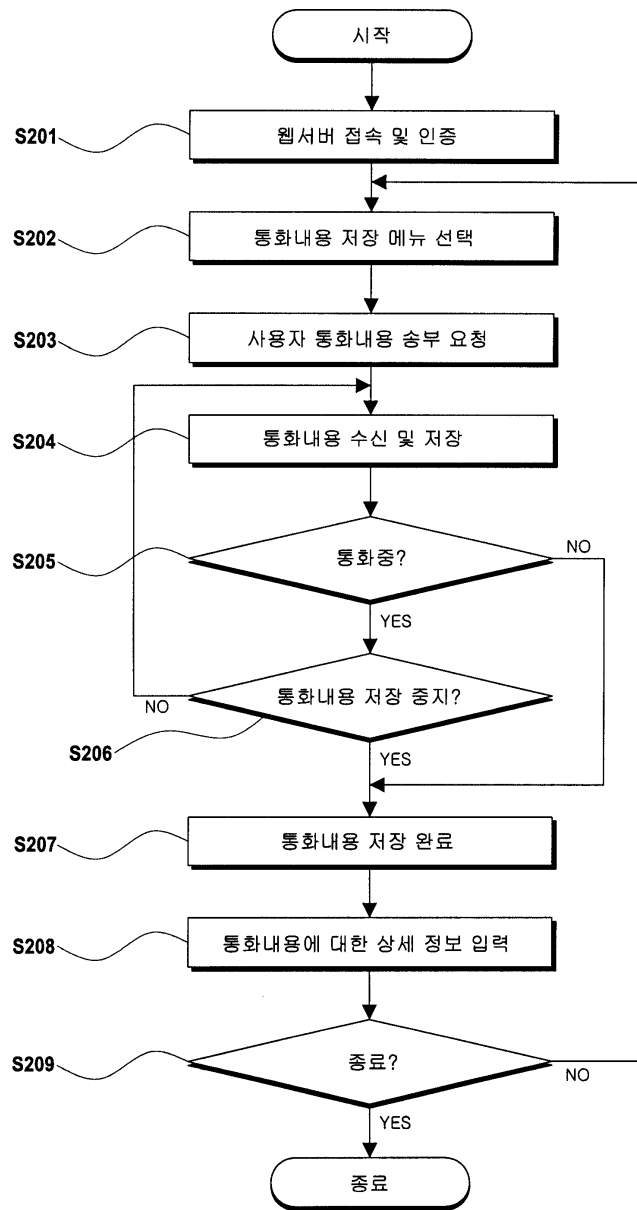 시작
S201
웹서버 접속 및 인증
S202
통화내용 저장 메뉴 선택
S203
사용자 통화내용 송부 요청
S204
통화내용 수신 및 저장
S205
통화중?
NO
YES
통화내용 저장 중지?
NO
S206
YES
S207
통화내용 저장 완료
S208
통화내용에 대한 상세 정보 입력
S209
종료?
NO
YES
종료